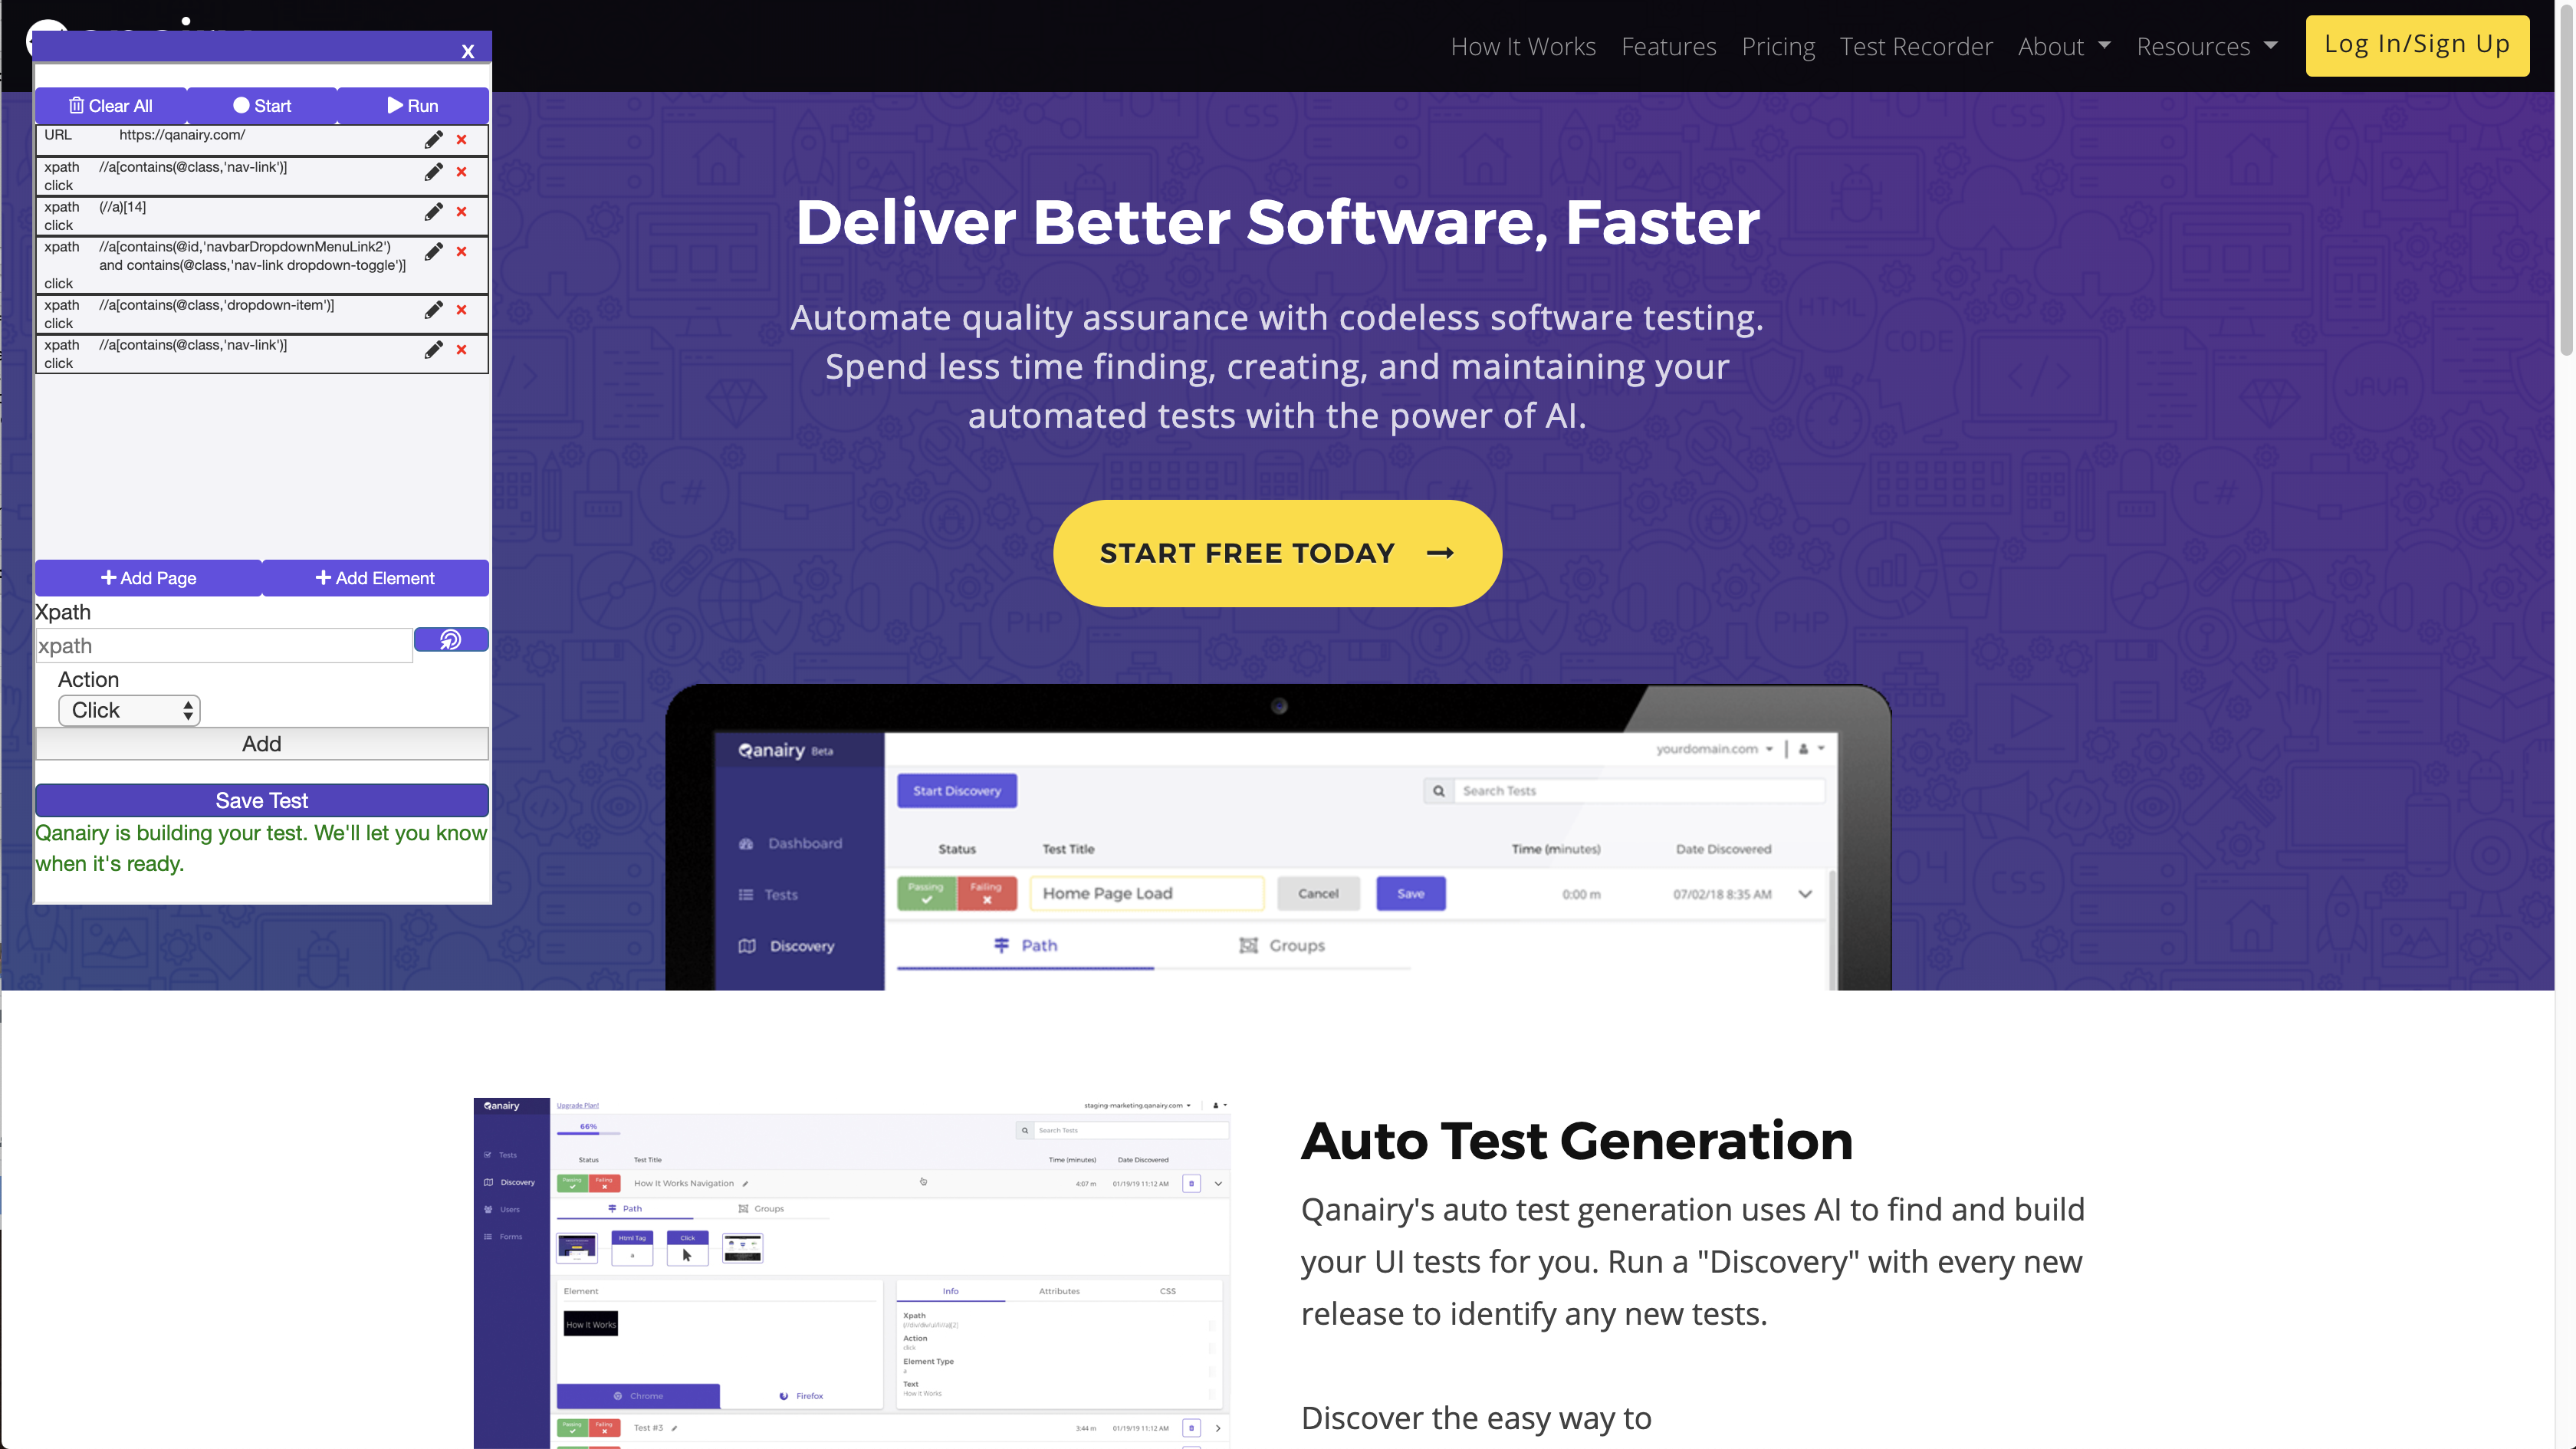 How It Works Features Pricing Test Recorder About Resources Log In/Sign Up
X
Clear All Start Run
URL https://qanairy.com/
xpath //a[contains(@class,'nav-link')]
click
xpath (//a)[14]
click
xpath //a[contains(@id,'navbarDropdownMenuLink2')
and contains(@class,'nav-link dropdown-toggle')]
click
xpath //a[contains(@class,'dropdown-item')]
click
xpath //a[contains(@class,'nav-link')]
click
Add Page Add Element
Xpath
xpath
Action
Click
Add
Save Test
Qanairy is building your test. We'll let you know
when it's ready.
Deliver Better Software, Faster
Automate quality assurance with codeless software testing.
Spend less time finding, creating, and maintaining your
automated tests with the power of AI.
START FREE TODAY
Qanairy Beta yourdomain.com
Start Discovery Search Tests
Dashboard
Status Test Title Time (minutes) Date Discovered
Tests
Passing Failing Home Page Load Cancel Save 0:00 m 07/02/18 8:35 AM
Discovery
Path Groups
Qanairy Upgrade Plan! staging-marketing.qanairy.com
66% Search Tests
Tests
Status Test Title Time (minutes) Date Discovered
Discovery
Passing Failing How It Works Navigation 4:07 m 01/19/19 11:12 AM
Users
Path Groups
Forms
Html Tag Click
a
Element Info Attributes CSS
How It Works
Xpath
Action
click
Element Type
a
Text
How It Works
Chrome Firefox
Passing Failing Test #3 3:44 m 01/19/19 11:12 AM
Auto Test Generation
Qanairy's auto test generation uses AI to find and build
your UI tests for you. Run a "Discovery" with every new
release to identify any new tests.
Discover the easy way to